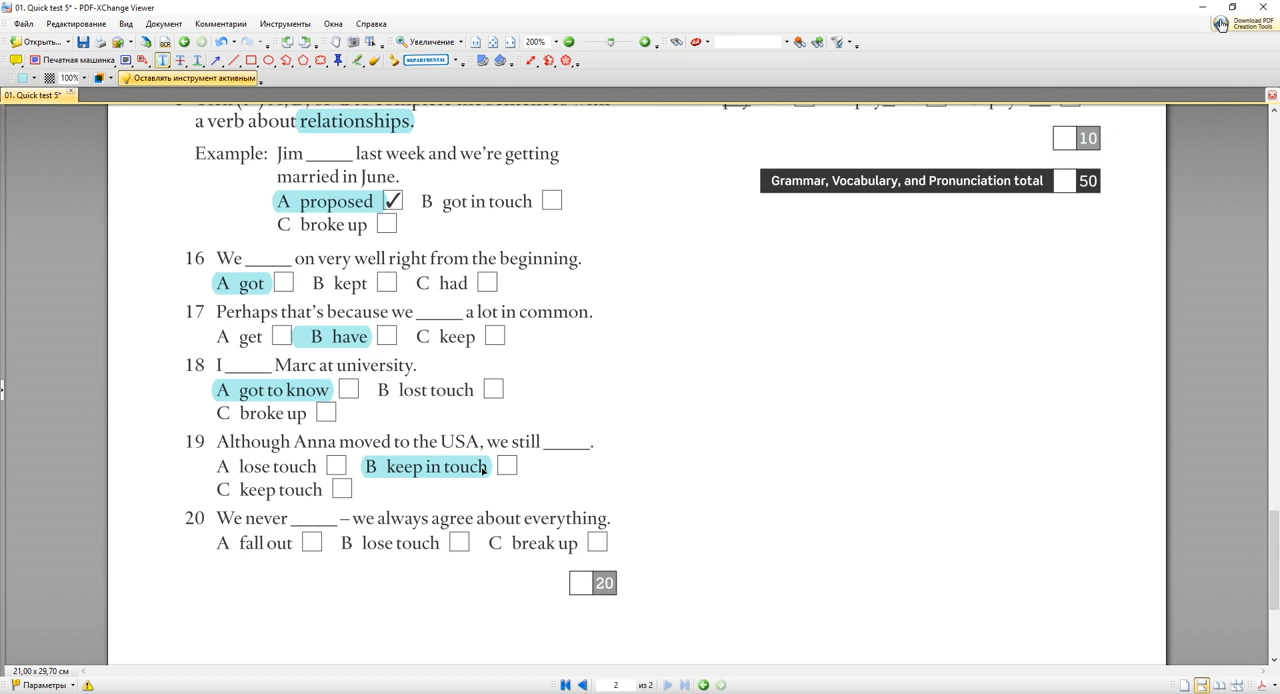 01. Quick test 5* - PDF-XChange Viewer
Файл Редактирование Вид Документ Комментарии Инструменты Окна Справка
Download PDF Creation Tools
Открыть... OCR Увеличение 200%
Печатная машинка DEPARTMENTAL
100% Оставлять инструмент активным
01. Quick test 5*
a verb about relationships.
10
Example: Jim _____ last week and we're getting
married in June.
Grammar, Vocabulary, and Pronunciation total 50
A proposed ✓ B got in touch
C broke up
16 We _____ on very well right from the beginning.
A got B kept C had
17 Perhaps that's because we _____ a lot in common.
A get B have C keep
18 I _____ Marc at university.
A got to know B lost touch
C broke up
19 Although Anna moved to the USA, we still _____.
A lose touch B keep in touch
C keep touch
20 We never _____ – we always agree about everything.
A fall out B lose touch C break up
20
21,00 x 29,70 см
Параметры 2 из 2